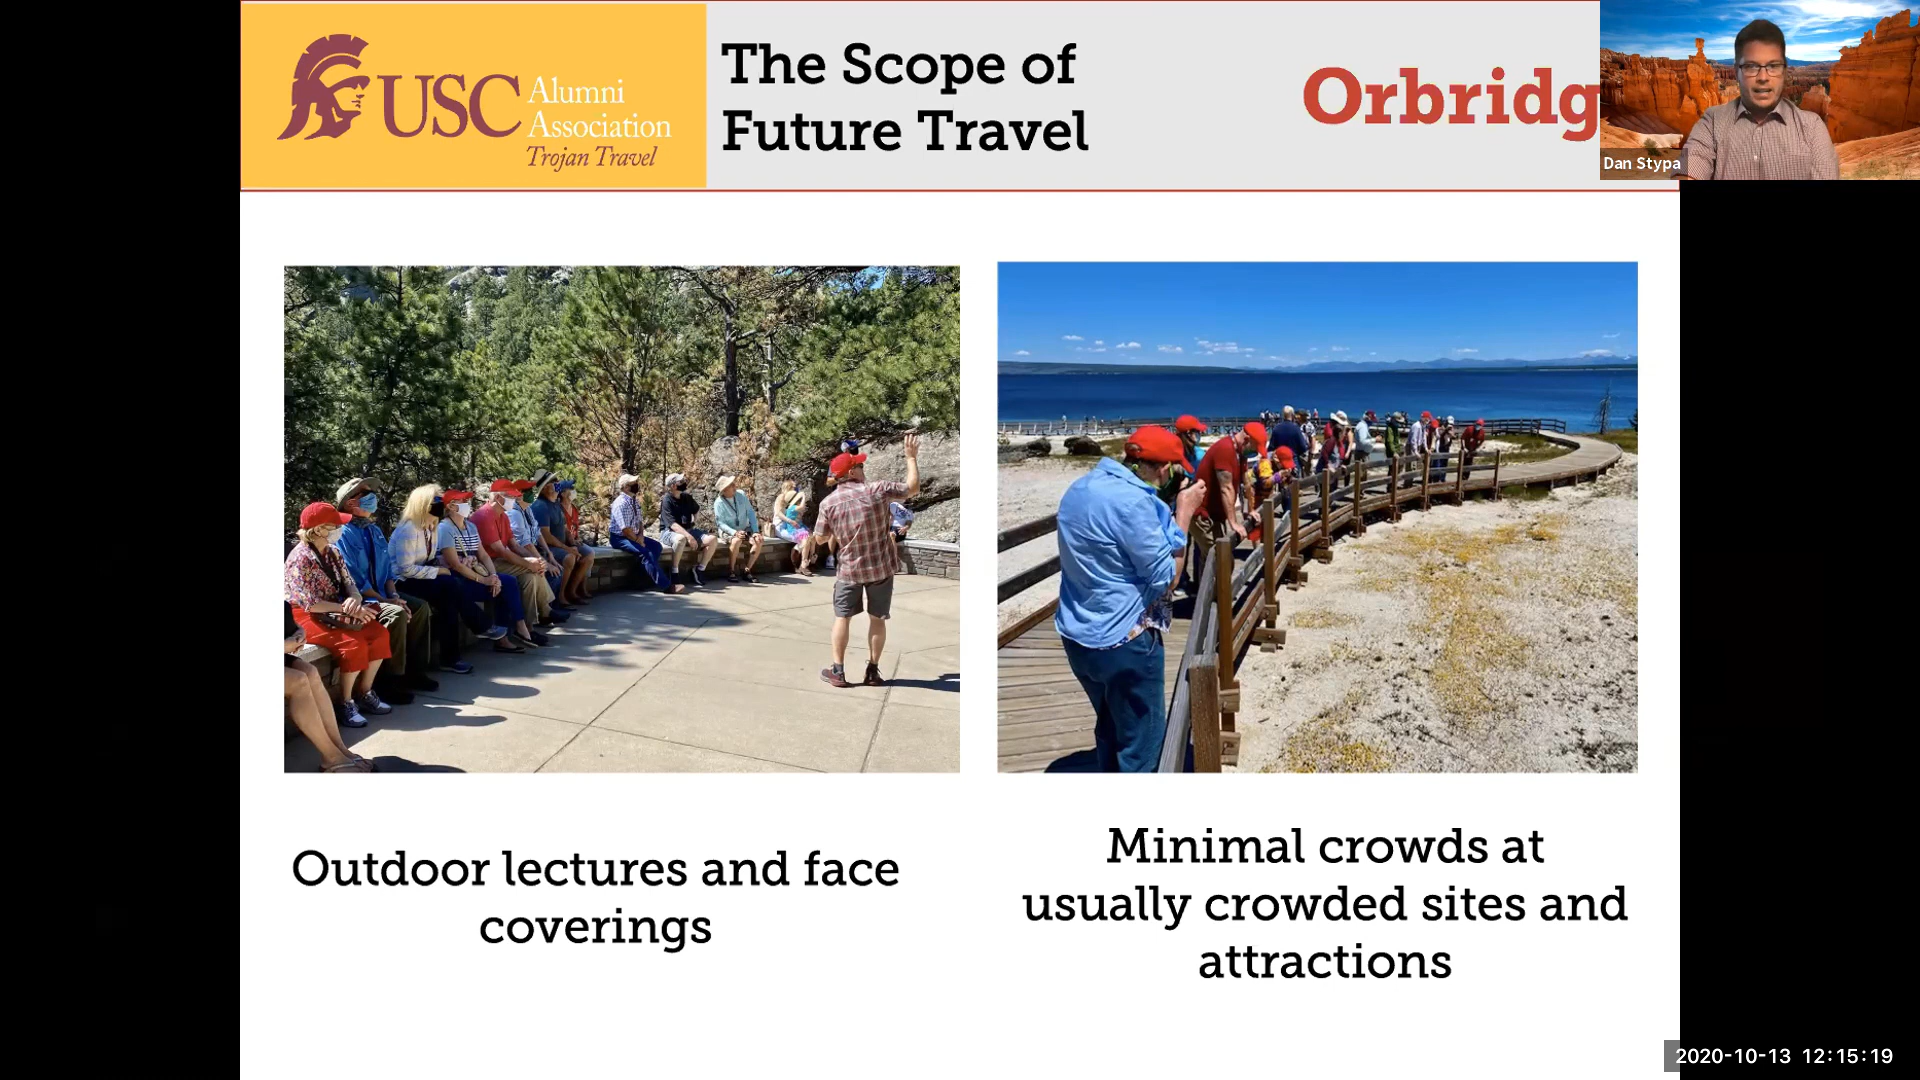 USC Alumni
Association
Trojan Travel
The Scope of
Future Travel
Orbridg
Dan Stypa
Outdoor lectures and face
coverings
Minimal crowds at
usually crowded sites and
attractions
2020-10-13 12:15:19